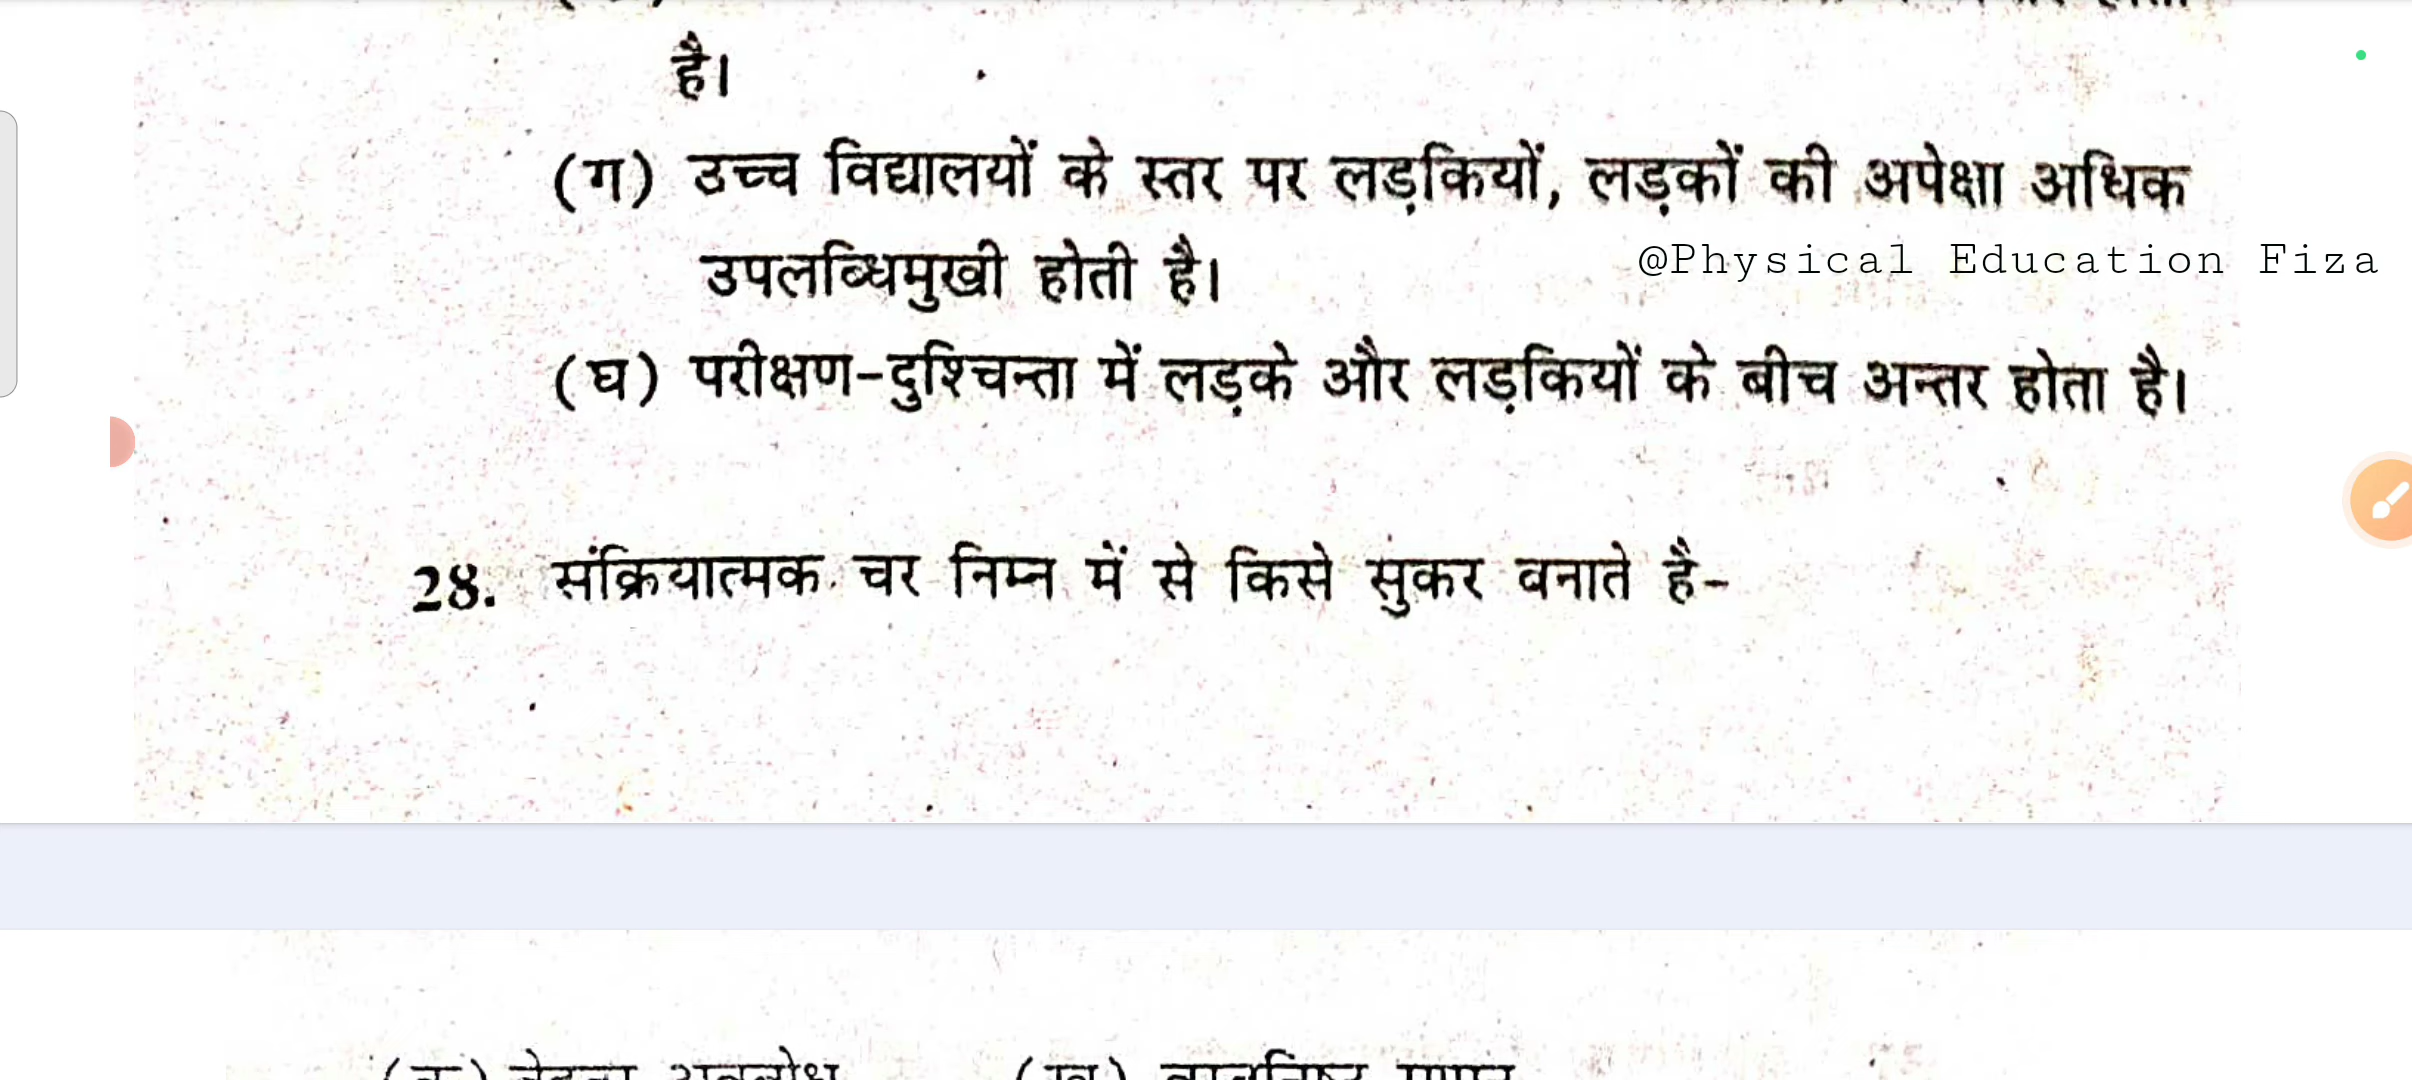 है।
(ग) उच्च विद्यालयों के स्तर पर लड़कियों, लड़कों की अपेक्षा अधिक
उपलब्धिमुखी होती है।
@Physical Education Fiza
(घ) परीक्षण-दुश्चिन्ता में लड़के और लड़कियों के बीच अन्तर होता है।
28. संक्रियात्मक चर निम्न में से किसे सुकर बनाते है-
(क) (ख)